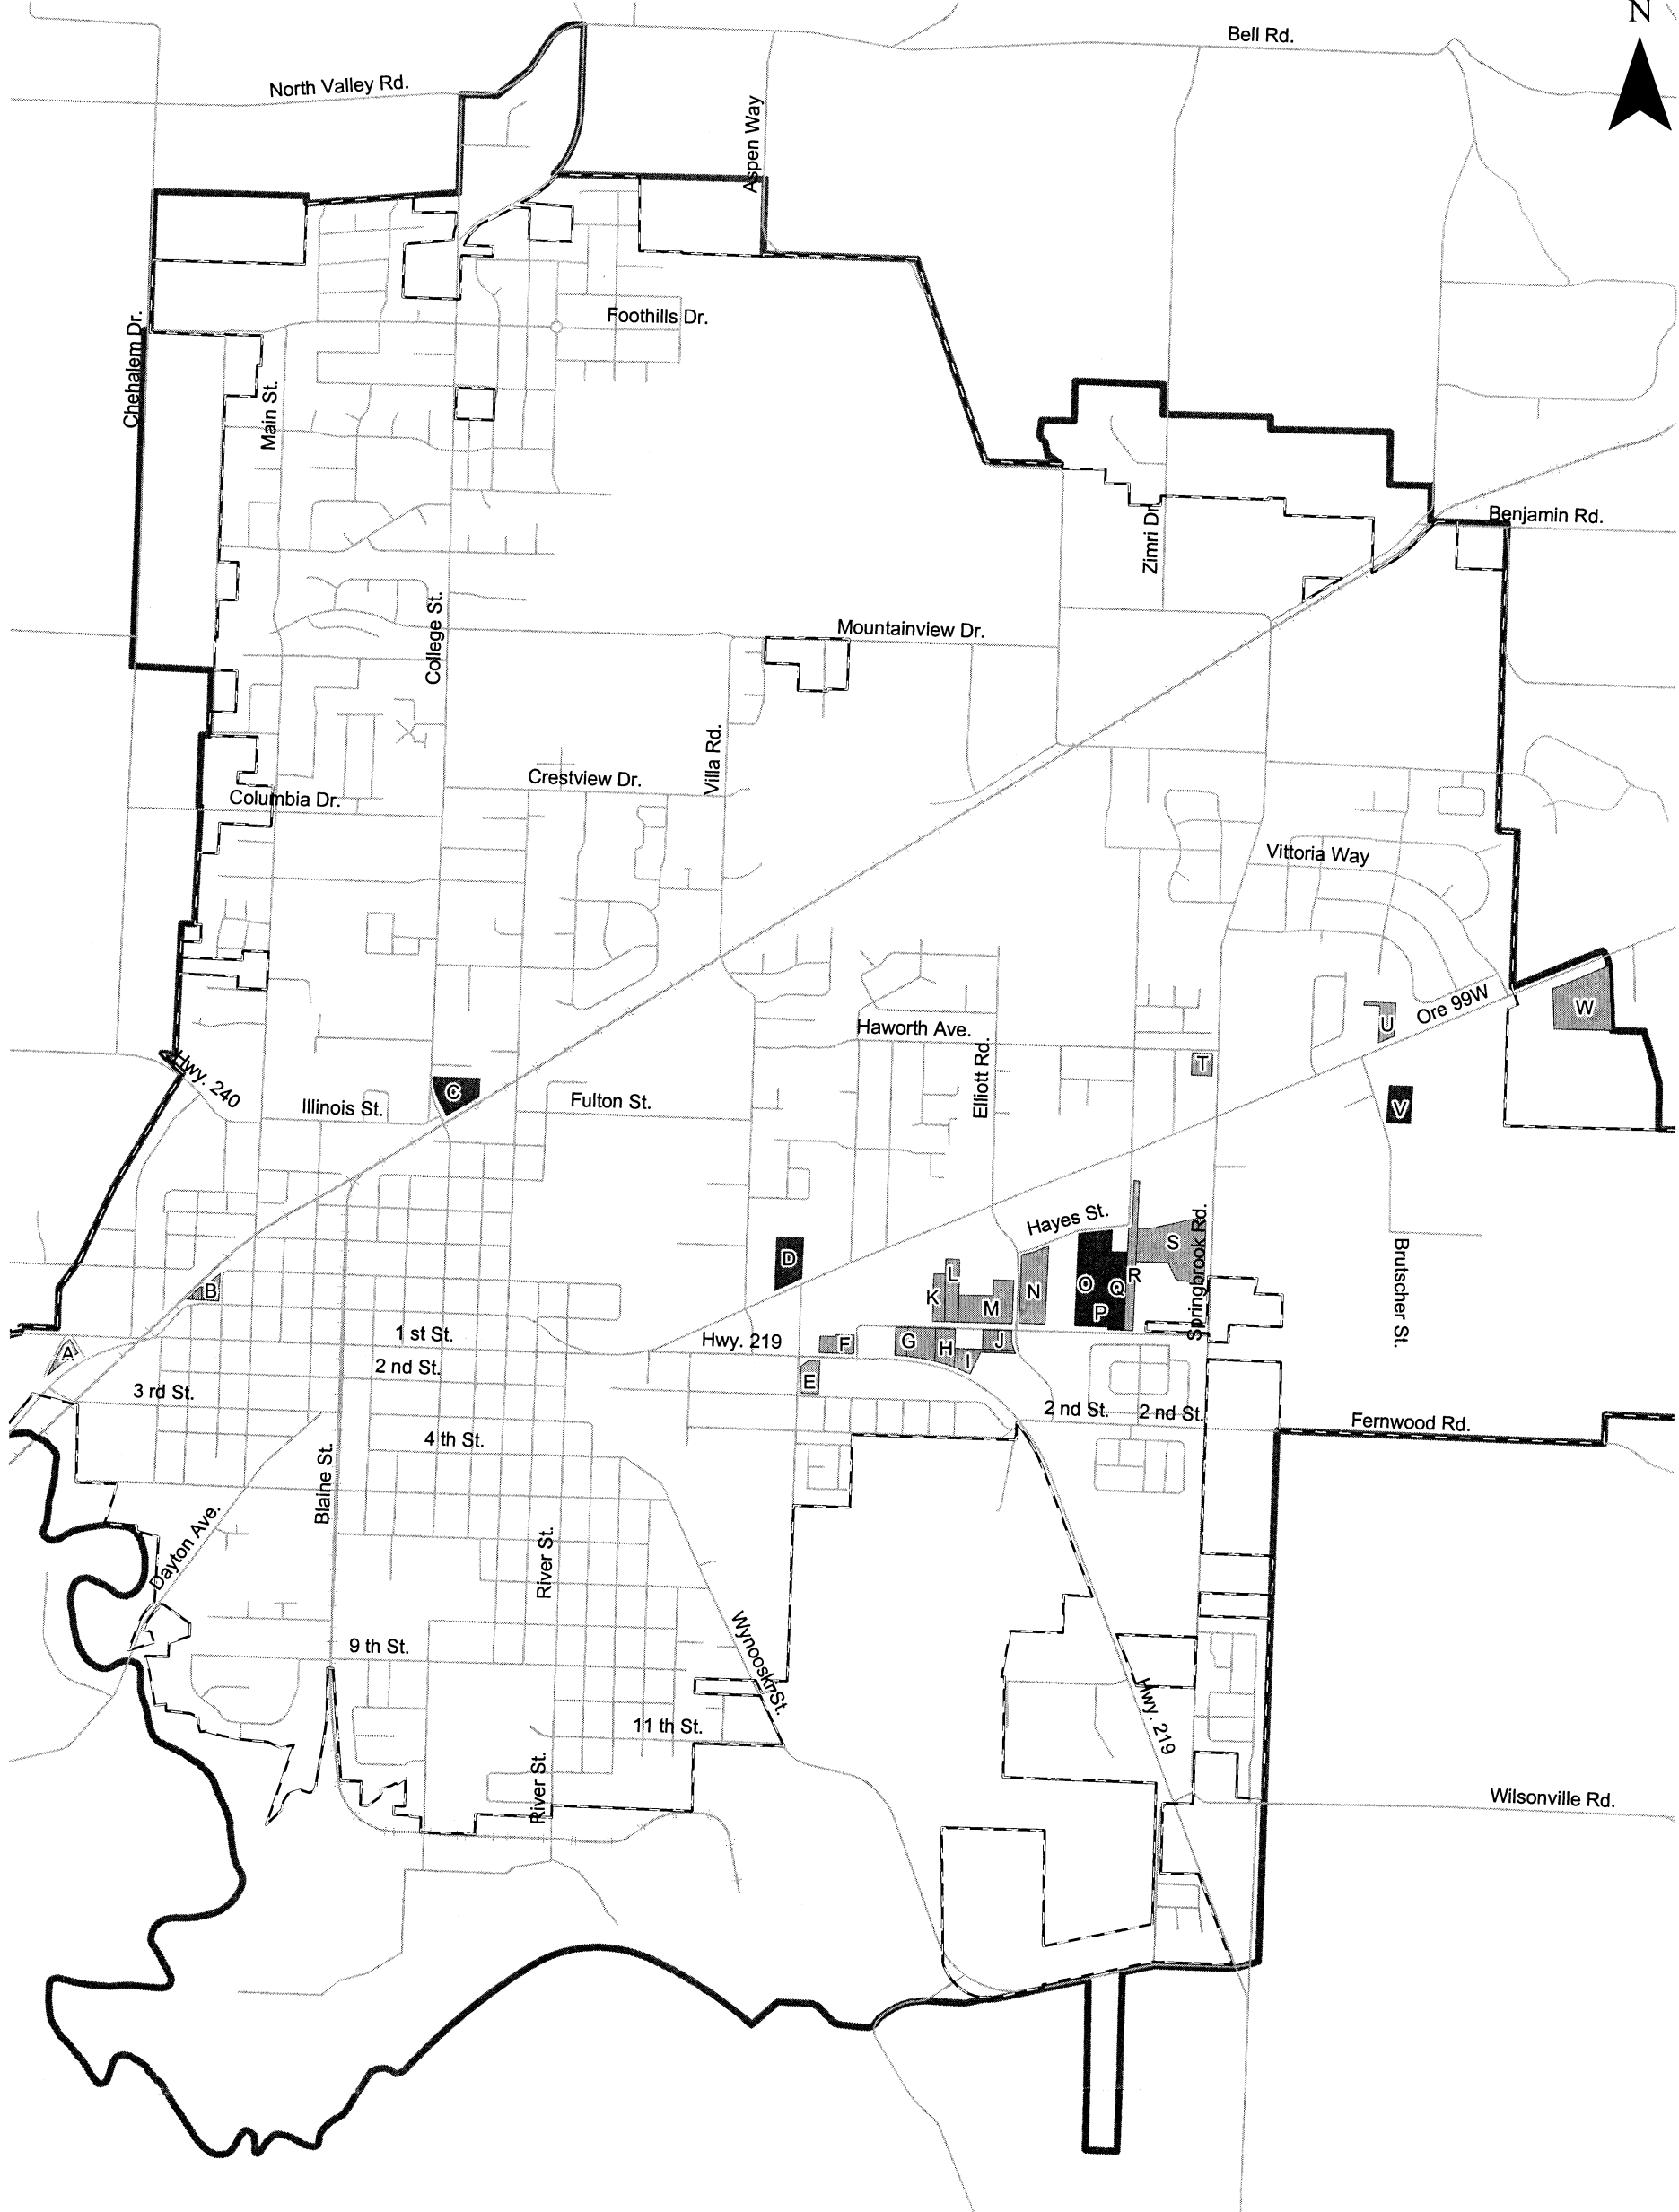 N
Bell Rd.
North Valley Rd.
Aspen Way
Foothills Dr.
Chehalem Dr.
Main St.
Benjamin Rd.
Zimri Dr.
College St.
Mountainview Dr.
Villa Rd.
Crestview Dr.
Columbia Dr.
Vittoria Way
Ore 99W
W
U
Haworth Ave.
Elliott Rd.
T
Hwy. 240
C
Illinois St.
Fulton St.
V
Hayes St.
Springbrook Rd.
S
D
L
R
O
Q
N
K
M
P
B
Brutscher St.
1 st St.
Hwy. 219
F
G
H
J
I
A
2 nd St.
E
3 rd St.
2 nd St.
2 nd St.
Fernwood Rd.
4 th St.
Blaine St.
Dayton Ave.
River St.
9 th St.
Wynooski St.
Hwy. 219
11 th St.
River St.
Wilsonville Rd.